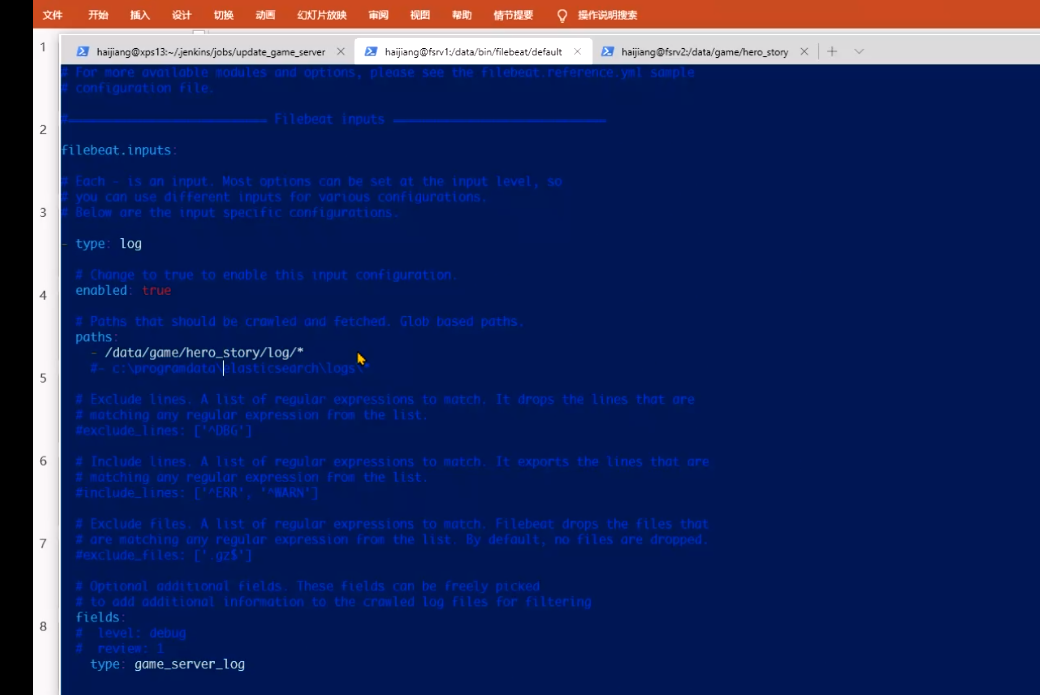 文件 开始 插入 设计 切换 动画 幻灯片放映 审阅 视图 帮助 情节提要 操作说明搜索
haijiang@xps13:~/.jenkins/jobs/update_game_server haijiang@fsrv1:/data/bin/filebeat/default haijiang@fsrv2:/data/game/hero_story
1
# For more available modules and options, please see the filebeat.reference.yml sample
# configuration file.
#=========================== Filebeat inputs =============================
2
filebeat.inputs:
# Each - is an input. Most options can be set at the input level, so
# you can use different inputs for various configurations.
# Below are the input specific configurations.
3
- type: log
# Change to true to enable this input configuration.
enabled: true
4
# Paths that should be crawled and fetched. Glob based paths.
paths:
- /data/game/hero_story/log/*
#- c:\programdata\elasticsearch\logs\*
5
# Exclude lines. A list of regular expressions to match. It drops the lines that are
# matching any regular expression from the list.
#exclude_lines: ['^DBG']
6
# Include lines. A list of regular expressions to match. It exports the lines that are
# matching any regular expression from the list.
#include_lines: ['^ERR', '^WARN']
# Exclude files. A list of regular expressions to match. Filebeat drops the files that
7
# are matching any regular expression from the list. By default, no files are dropped.
#exclude_files: ['.gz$']
# Optional additional fields. These fields can be freely picked
# to add additional information to the crawled log files for filtering
fields:
8
# level: debug
# review: 1
type: game_server_log